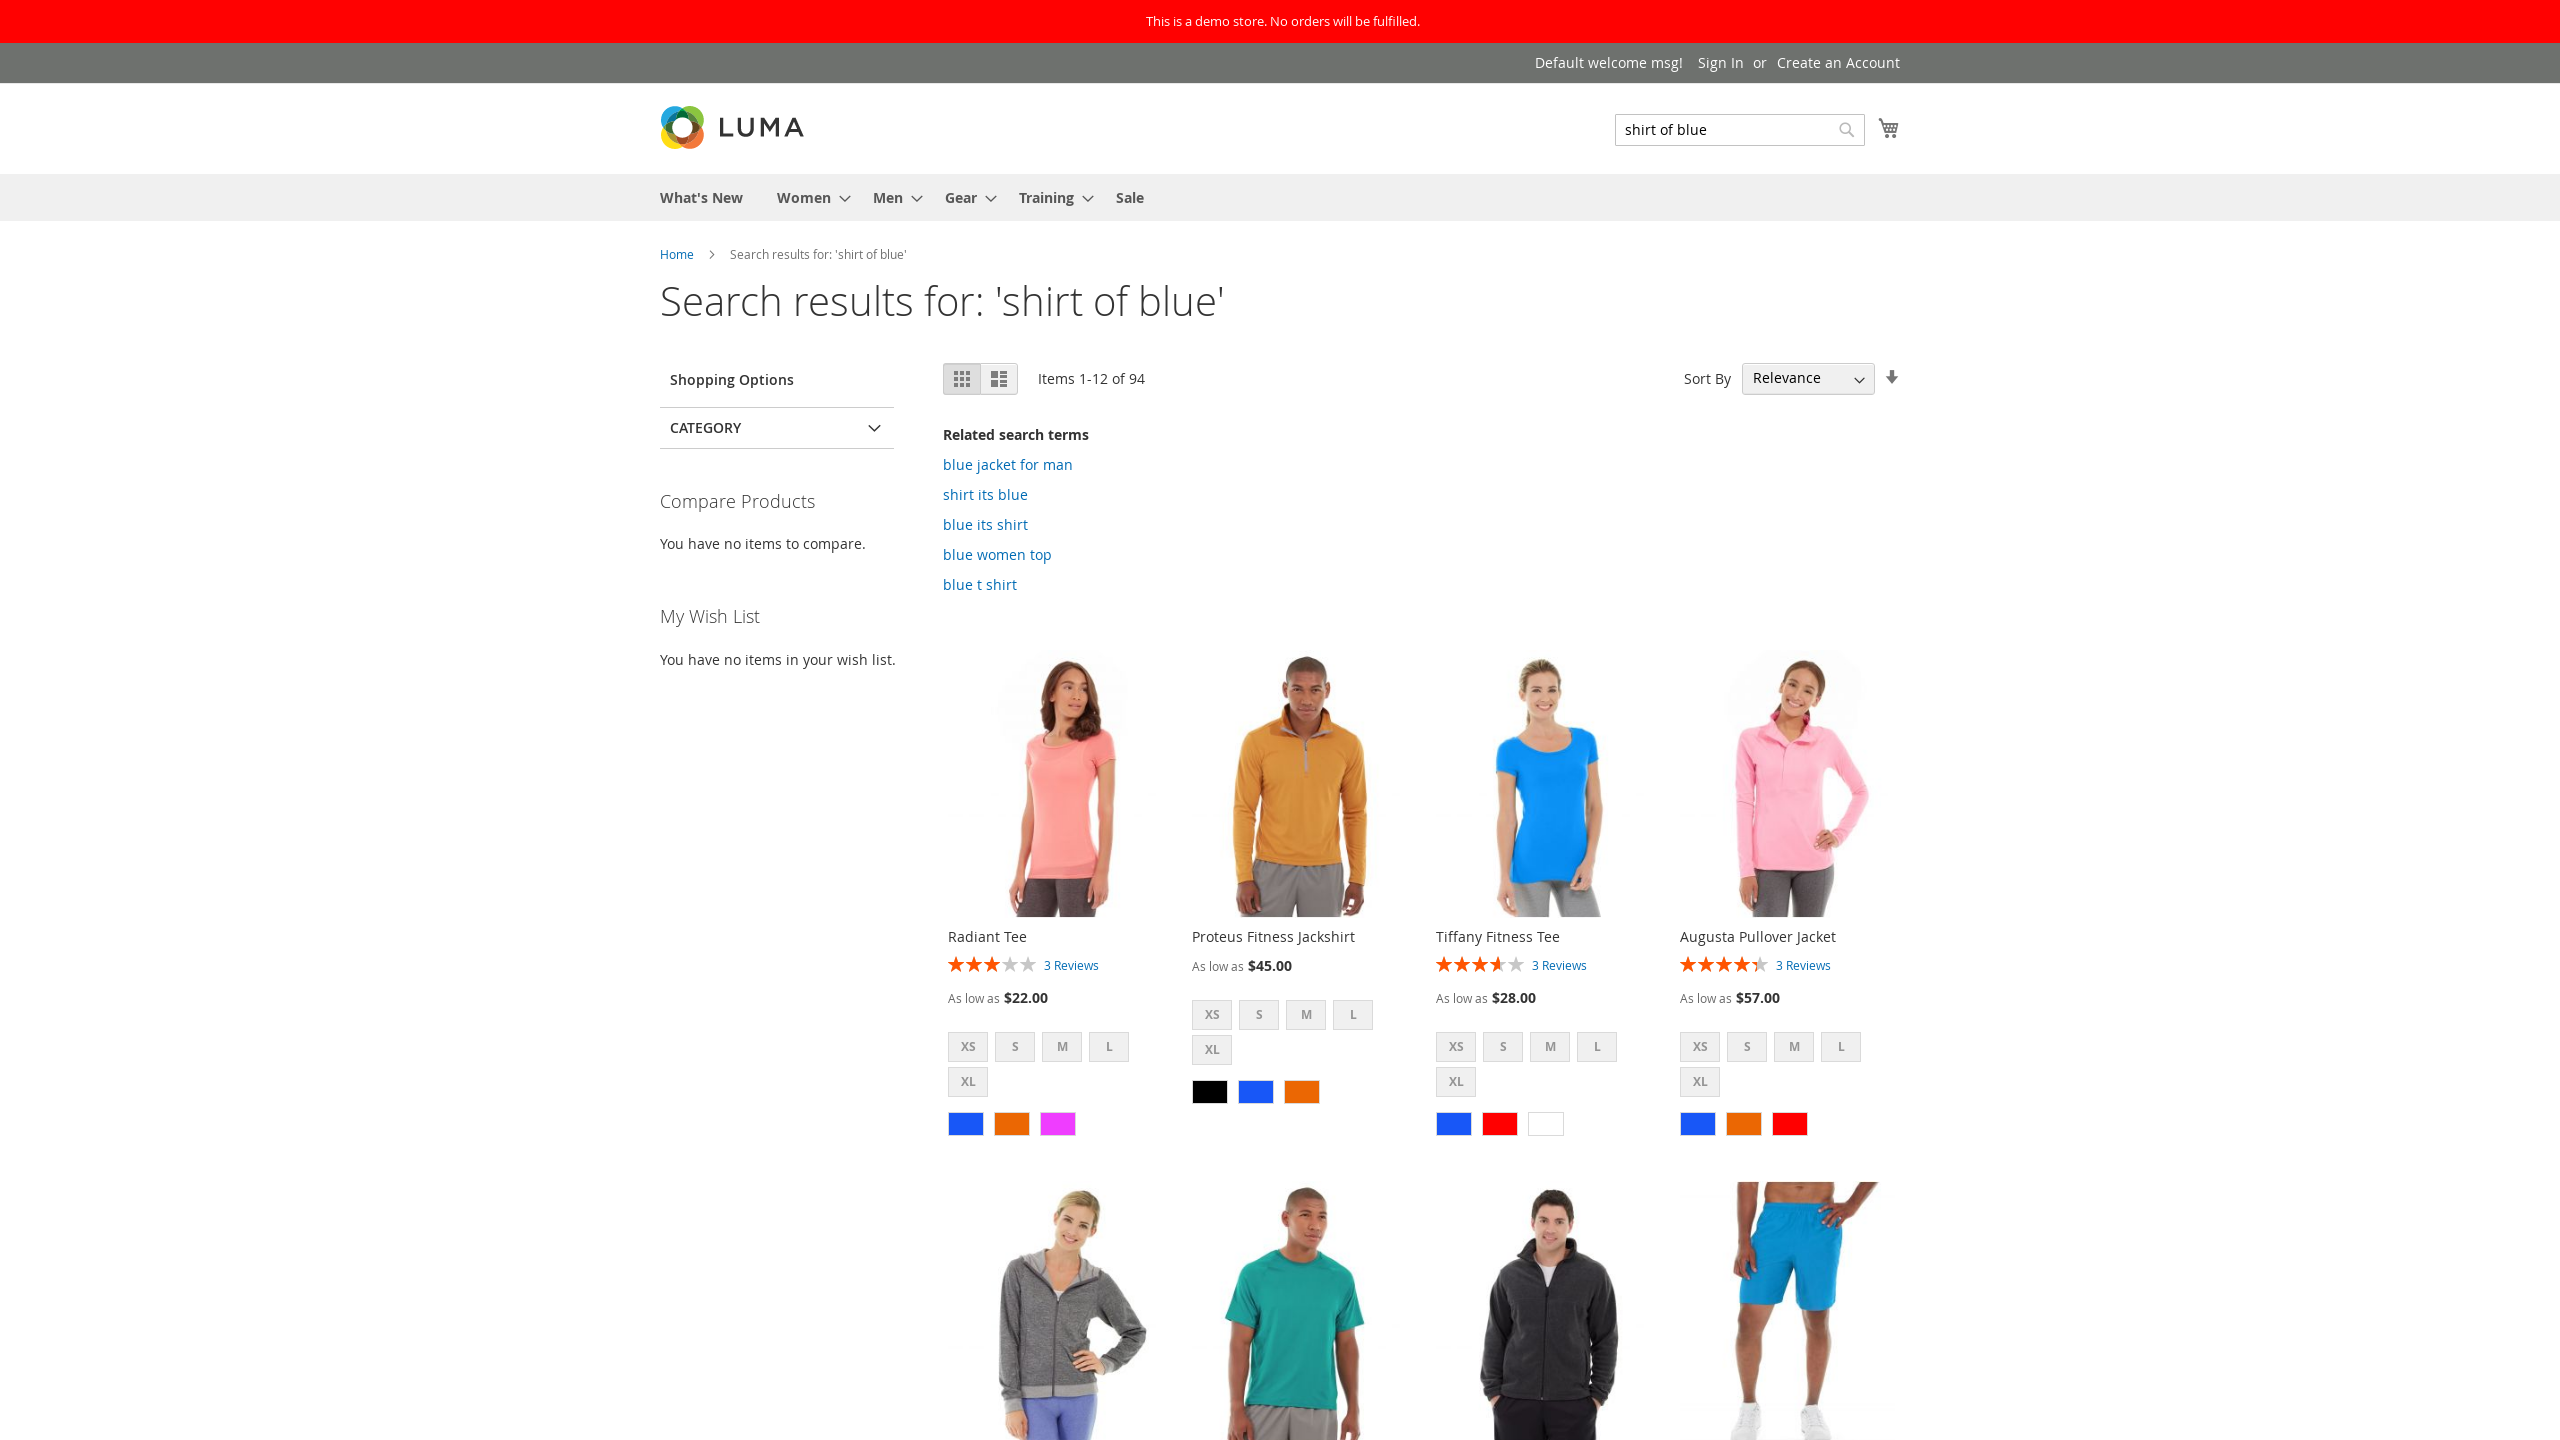 This is a demo store. No orders will be fulfilled.
Default welcome msg! Sign In or Create an Account
LUMA
shirt of blue
What's New Women Men Gear Training Sale
Home Search results for: 'shirt of blue'
Search results for: 'shirt of blue'
Shopping Options
CATEGORY
Compare Products
You have no items to compare.
My Wish List
You have no items in your wish list.
Items 1-12 of 94
Sort By Relevance
Related search terms
blue jacket for man
shirt its blue
blue its shirt
blue women top
blue t shirt
Radiant Tee
3 Reviews
As low as $22.00
XS S M L
XL
Proteus Fitness Jackshirt
As low as $45.00
XS S M L
XL
Tiffany Fitness Tee
3 Reviews
As low as $28.00
XS S M L
XL
Augusta Pullover Jacket
3 Reviews
As low as $57.00
XS S M L
XL